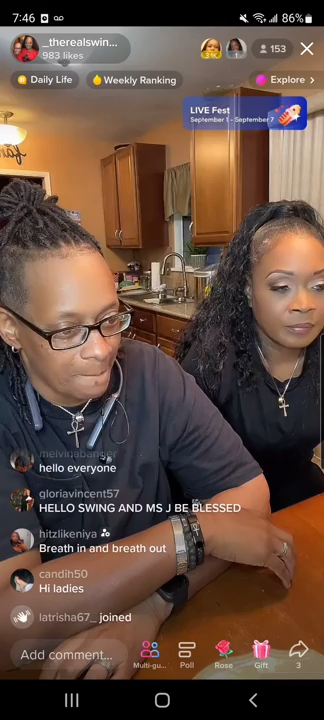 7:46
86%
_therealswin...
983 likes
153
Daily Life
Weekly Ranking
Explore
LIVE Fest
September 1 - September 7
melvinabanger
hello everyone
gloriavincent57
HELLO SWING AND MS J BE BLESSED
hitzlikeniya
Breath in and breath out
candih50
Hi ladies
latrisha67_ joined
Add comment...
Multi-gu...
Poll
Rose
Gift
3